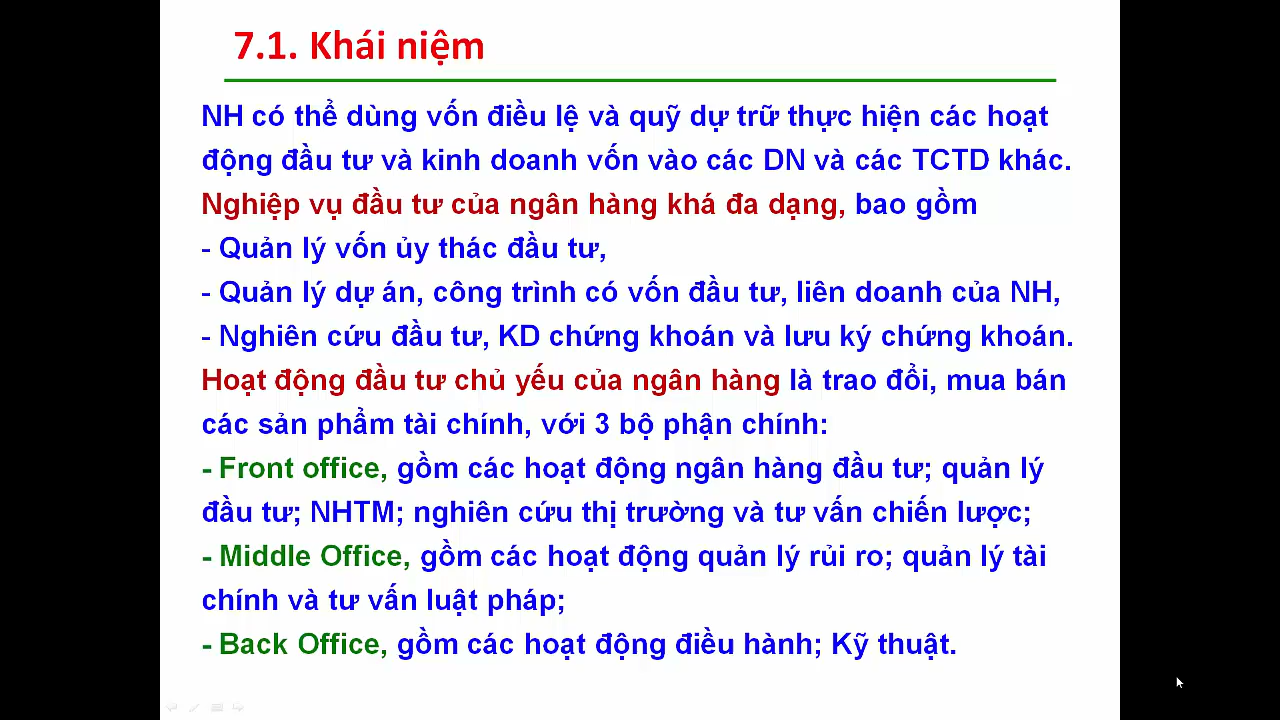 7.1. Khái niệm
NH có thể dùng vốn điều lệ và quỹ dự trữ thực hiện các hoạt
động đầu tư và kinh doanh vốn vào các DN và các TCTD khác.
Nghiệp vụ đầu tư của ngân hàng khá đa dạng, bao gồm
- Quản lý vốn ủy thác đầu tư,
- Quản lý dự án, công trình có vốn đầu tư, liên doanh của NH,
- Nghiên cứu đầu tư, KD chứng khoán và lưu ký chứng khoán.
Hoạt động đầu tư chủ yếu của ngân hàng là trao đổi, mua bán
các sản phẩm tài chính, với 3 bộ phận chính:
- Front office, gồm các hoạt động ngân hàng đầu tư; quản lý
đầu tư; NHTM; nghiên cứu thị trường và tư vấn chiến lược;
- Middle Office, gồm các hoạt động quản lý rủi ro; quản lý tài
chính và tư vấn luật pháp;
- Back Office, gồm các hoạt động điều hành; Kỹ thuật.